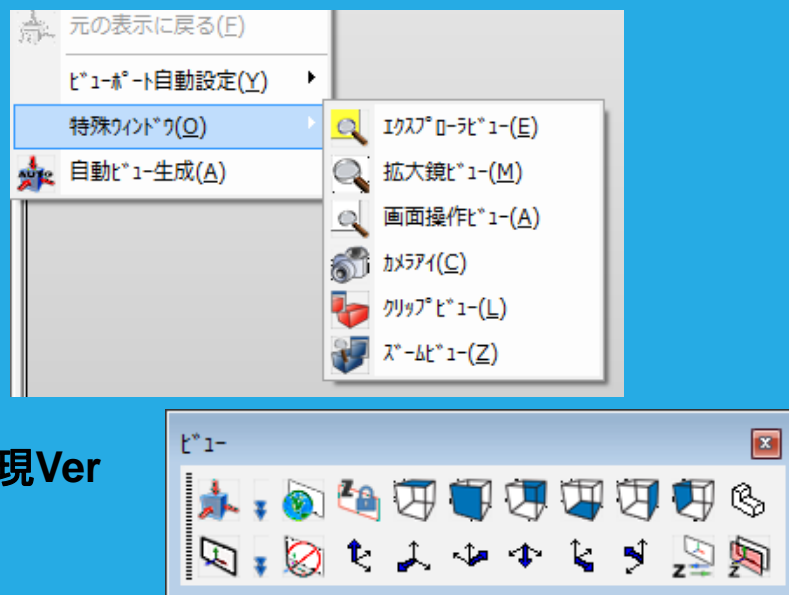 元の表示に戻る(F)
ﾋﾞｭｰﾎﾟｰﾄ自動設定(Y)
特殊ｳｨﾝﾄﾞｳ(O)
自動ﾋﾞｭｰ生成(A)
ｴｸｽﾌﾟﾛｰﾗﾋﾞｭｰ(E)
拡大鏡ﾋﾞｭｰ(M)
画面操作ﾋﾞｭｰ(A)
ｶﾒﾗｱｲ(C)
ｸﾘｯﾌﾟﾋﾞｭｰ(L)
ｽﾞｰﾑﾋﾞｭｰ(Z)
現Ver
ﾋﾞｭｰ